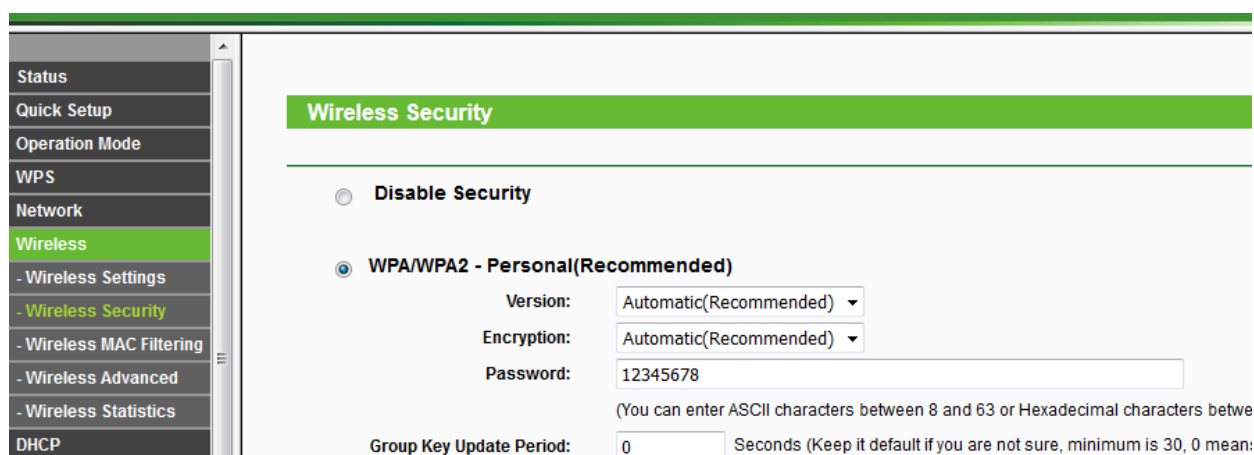 Status
Quick Setup
Operation Mode
WPS
Network
Wireless
- Wireless Settings
- Wireless Security
- Wireless MAC Filtering
- Wireless Advanced
- Wireless Statistics
DHCP
Wireless Security
Disable Security
WPA/WPA2 - Personal(Recommended)
Version: Automatic(Recommended)
Encryption: Automatic(Recommended)
Password: 12345678
(You can enter ASCII characters between 8 and 63 or Hexadecimal characters betwe
Group Key Update Period: 0 Seconds (Keep it default if you are not sure, minimum is 30, 0 means